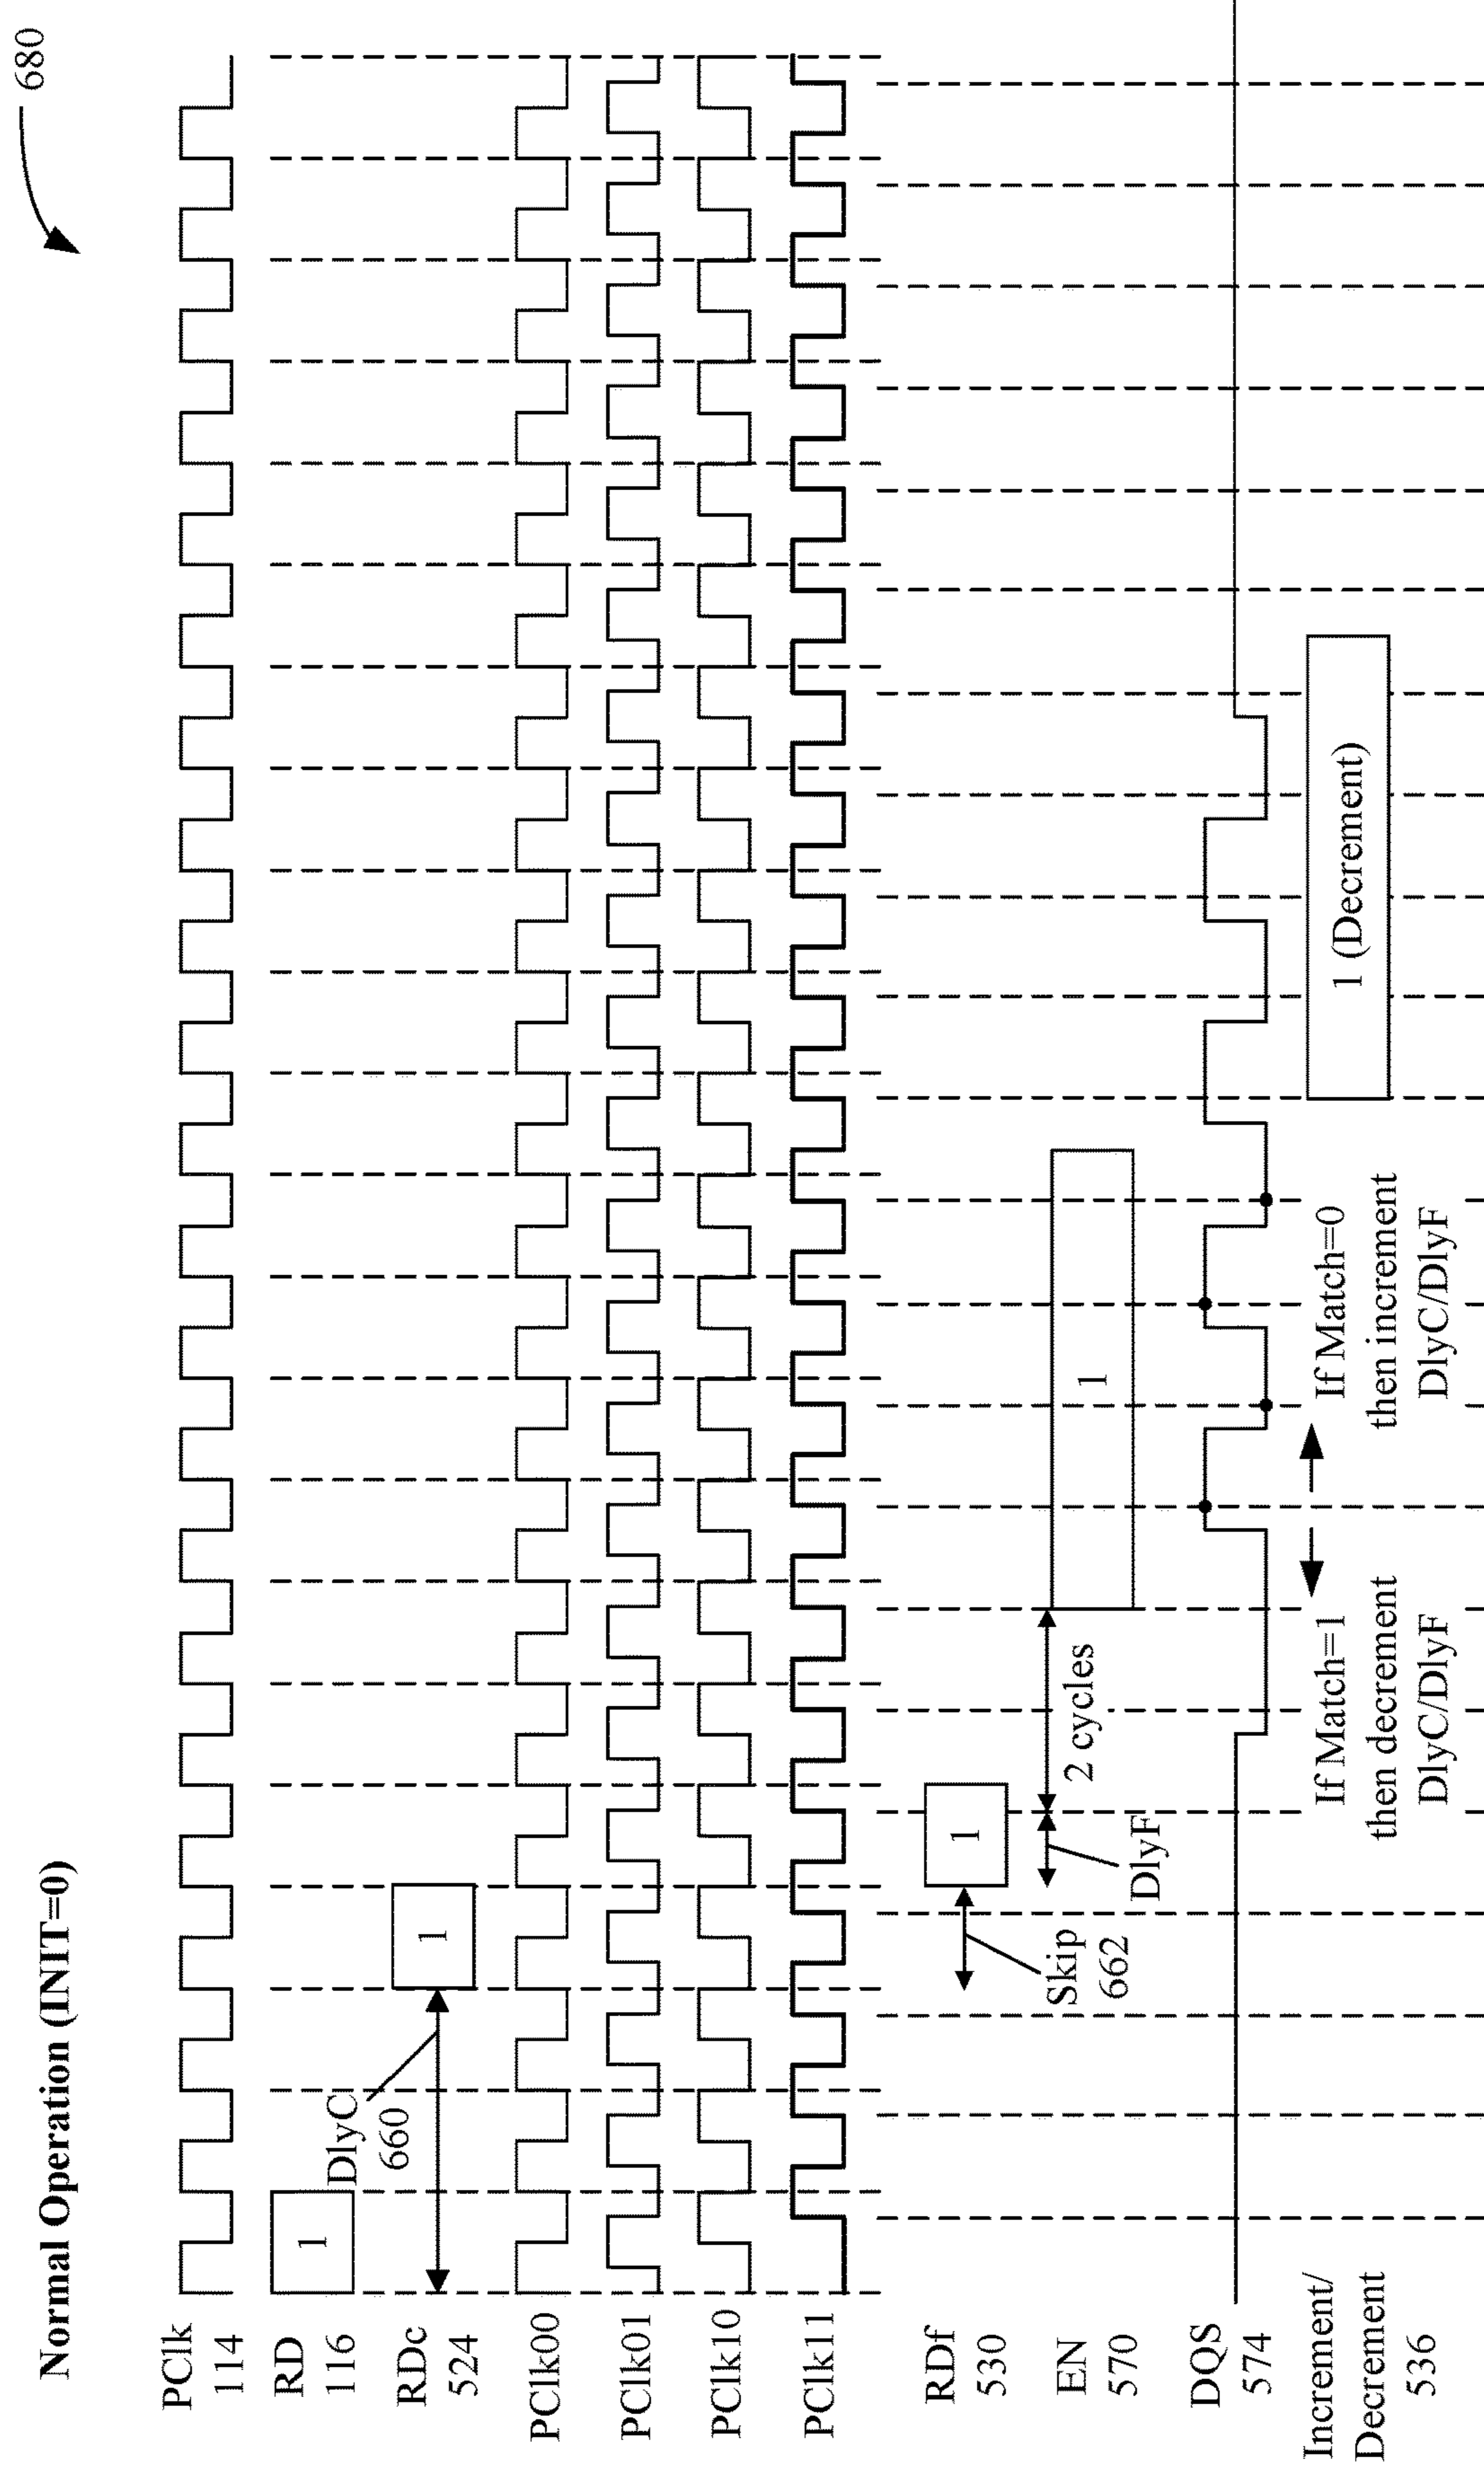 Normal Operation (INIT=0)
680
PClk
114
RD
116
1
DlyC
660
RDc
524
1
PClk00
PClk01
PClk10
PClk11
RDf
530
1
Skip
662
DlyF
2 cycles
EN
570
1
DQS
574
Increment/
Decrement
536
If Match=1
then decrement
DlyC/DlyF
If Match=0
then increment
DlyC/DlyF
1 (Decrement)